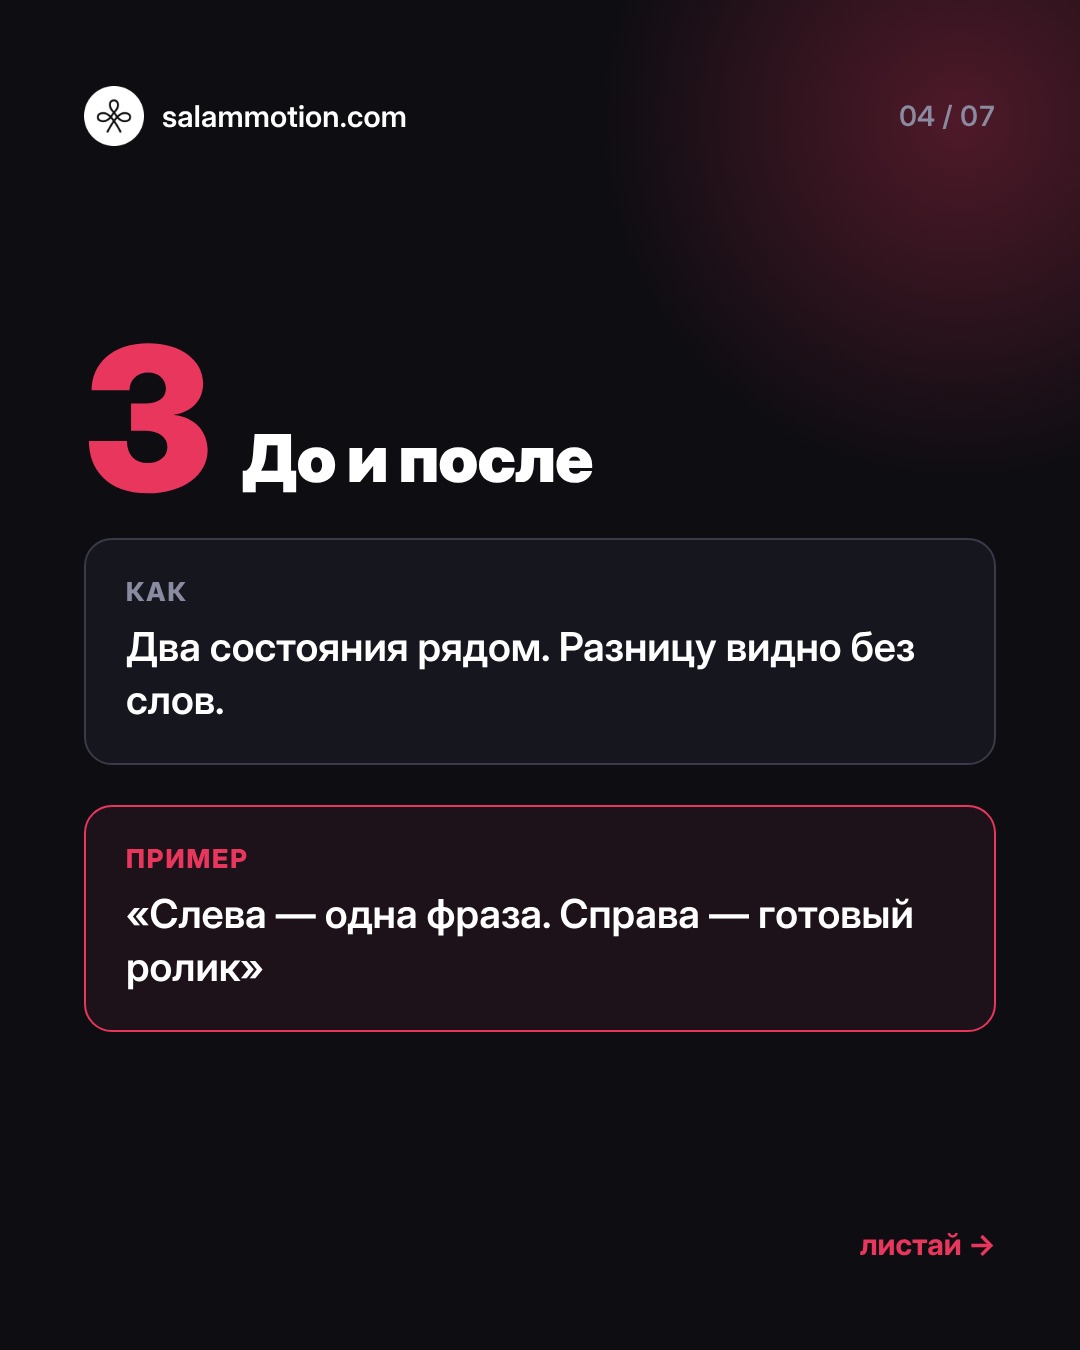 salammotion.com
04 / 07
3 До и после
КАК
Два состояния рядом. Разницу видно без
слов.
ПРИМЕР
«Слева — одна фраза. Справа — готовый
ролик»
листай →